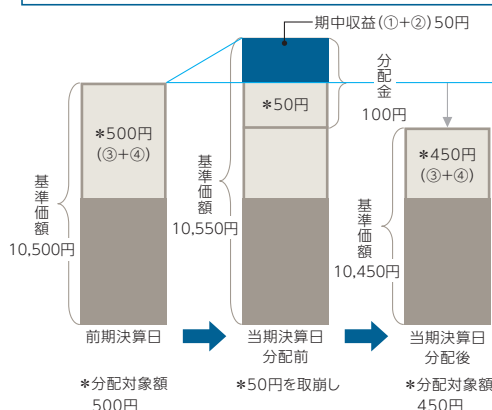 期中収益(①+②)50円
分配金
100円
*50円
*500円
(③+④)
*450円
(③+④)
基準価額
10,500円
基準価額
10,550円
基準価額
10,450円
前期決算日
当期決算日
分配前
当期決算日
分配後
*分配対象額
500円
*50円を取崩し
*分配対象額
450円